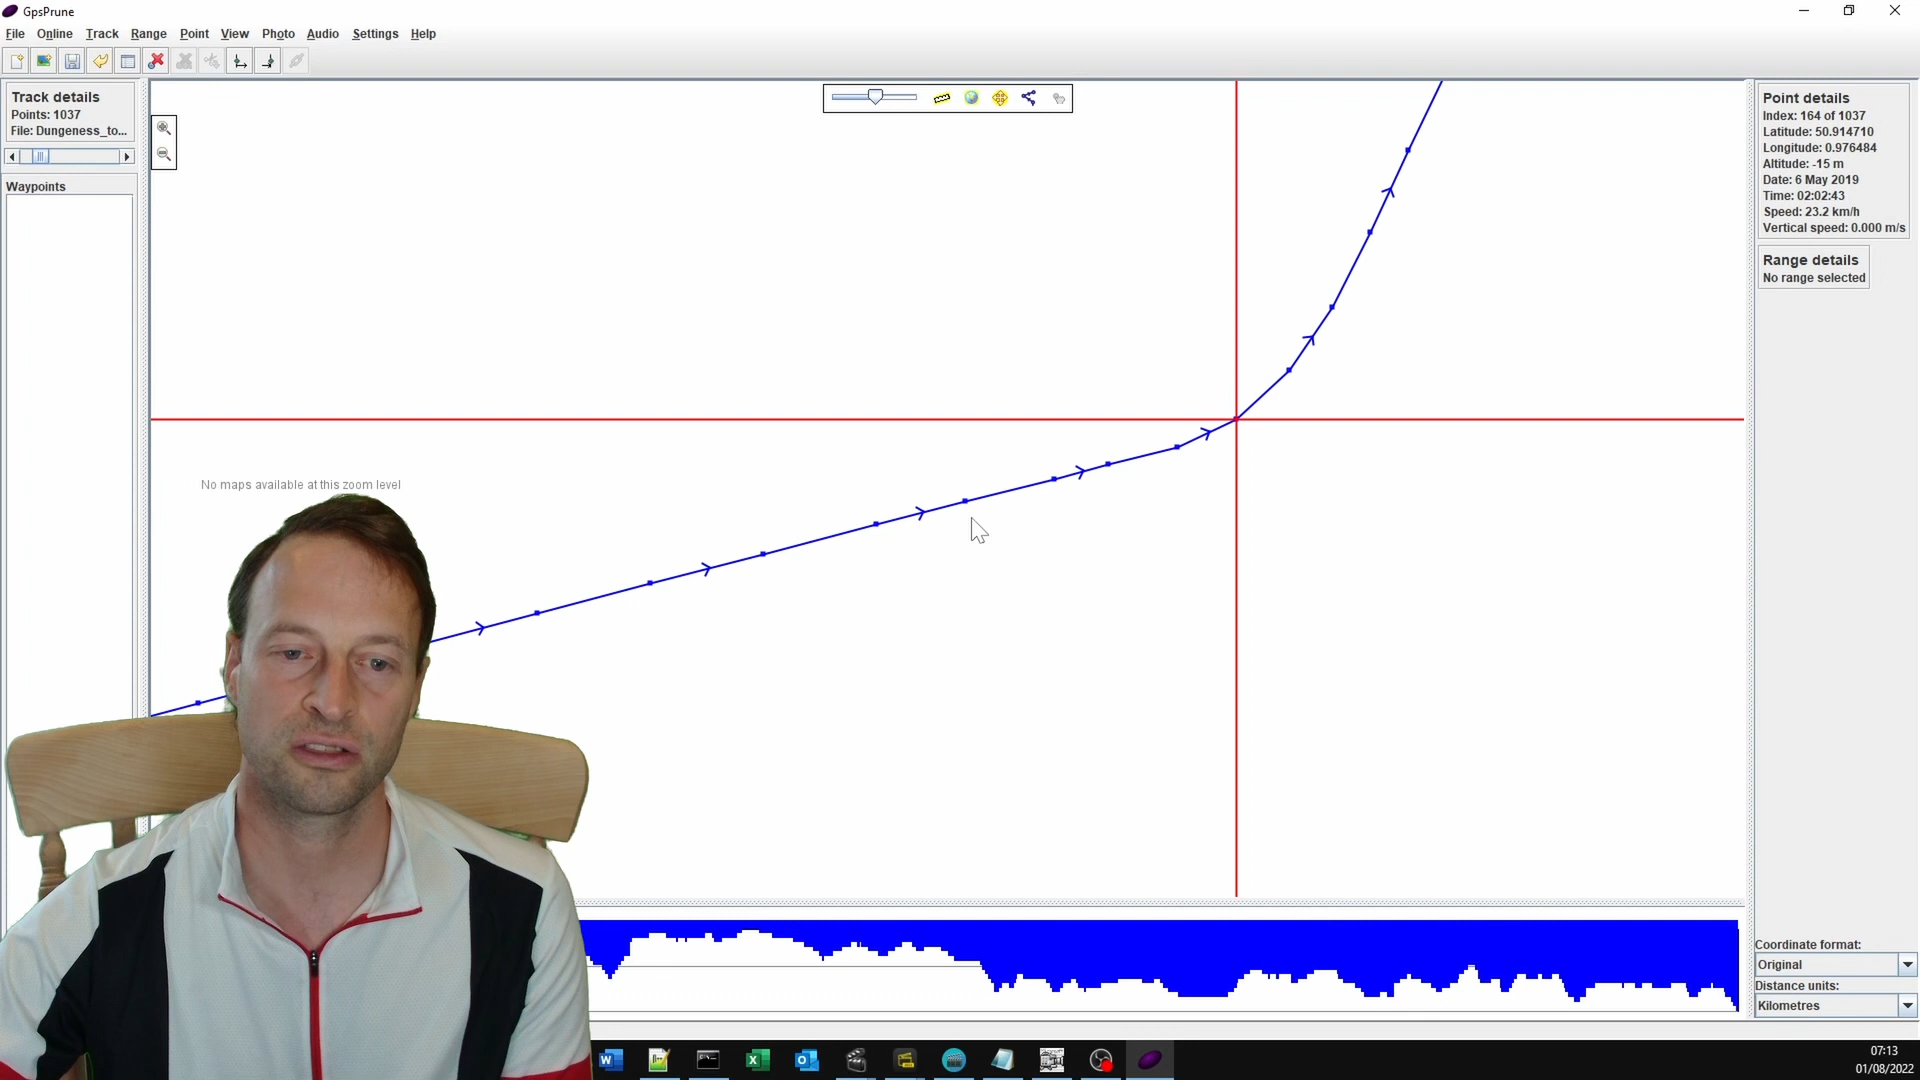 GpsPrune
File Online Track Range Point View Photo Audio Settings Help
Track details
Points: 1037
File: Dungeness_to...
Waypoints
No maps available at this zoom level
Point details
Index: 164 of 1037
Latitude: 50.914710
Longitude: 0.976484
Altitude: -15 m
Date: 6 May 2019
Time: 02:02:43
Speed: 23.2 km/h
Vertical speed: 0.000 m/s
Range details
No range selected
Coordinate format:
Original
Distance units:
Kilometres
07:13
01/08/2022